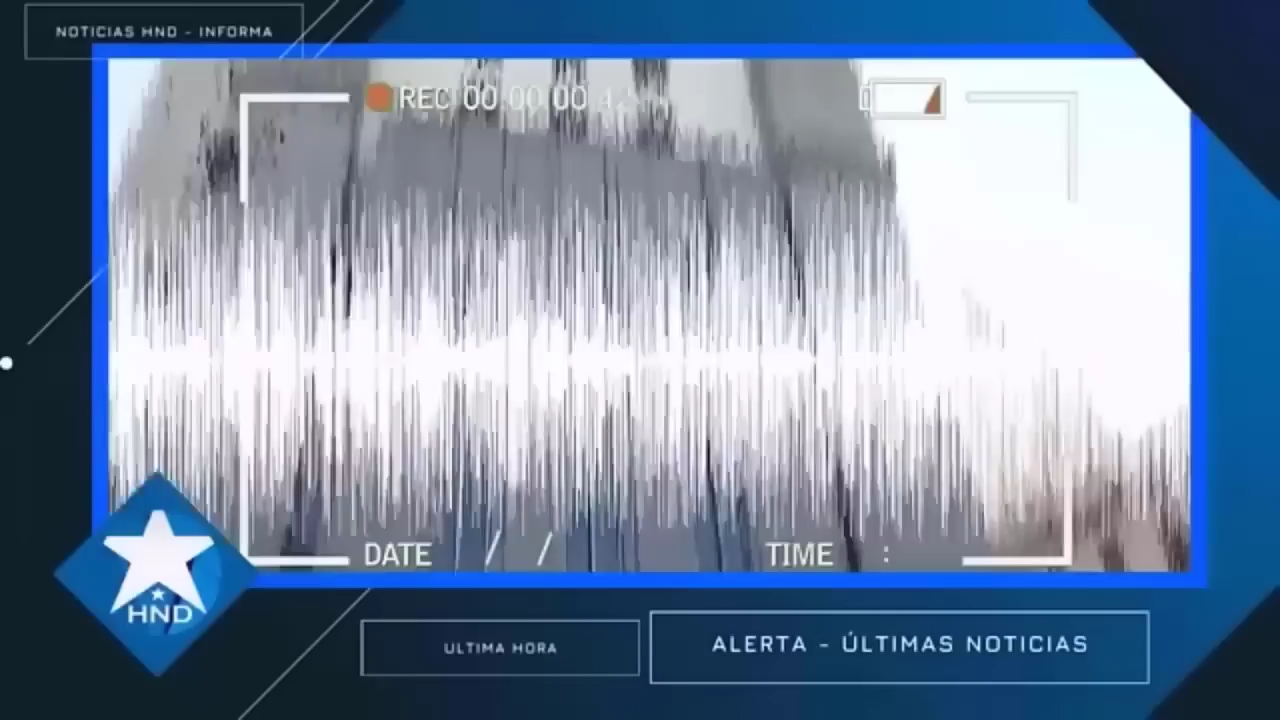 NOTICIAS HND - INFORMA
REC 00 00 00
DATE / /
TIME :
HND
ULTIMA HORA
ALERTA - ÚLTIMAS NOTICIAS